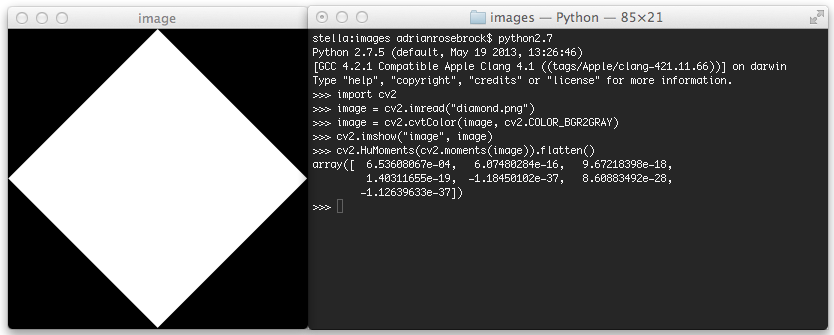 image
images — Python — 85×21
stella:images adrianrosebrock$ python2.7
Python 2.7.5 (default, May 19 2013, 13:26:46)
[GCC 4.2.1 Compatible Apple Clang 4.1 ((tags/Apple/clang-421.11.66))] on darwin
Type "help", "copyright", "credits" or "license" for more information.
>>> import cv2
>>> image = cv2.imread("diamond.png")
>>> image = cv2.cvtColor(image, cv2.COLOR_BGR2GRAY)
>>> cv2.imshow("image", image)
>>> cv2.HuMoments(cv2.moments(image)).flatten()
array([  6.53608067e-04,   6.07480284e-16,   9.67218398e-18,
         1.40311655e-19,  -1.18450102e-37,   8.60883492e-28,
        -1.12639633e-37])
>>>